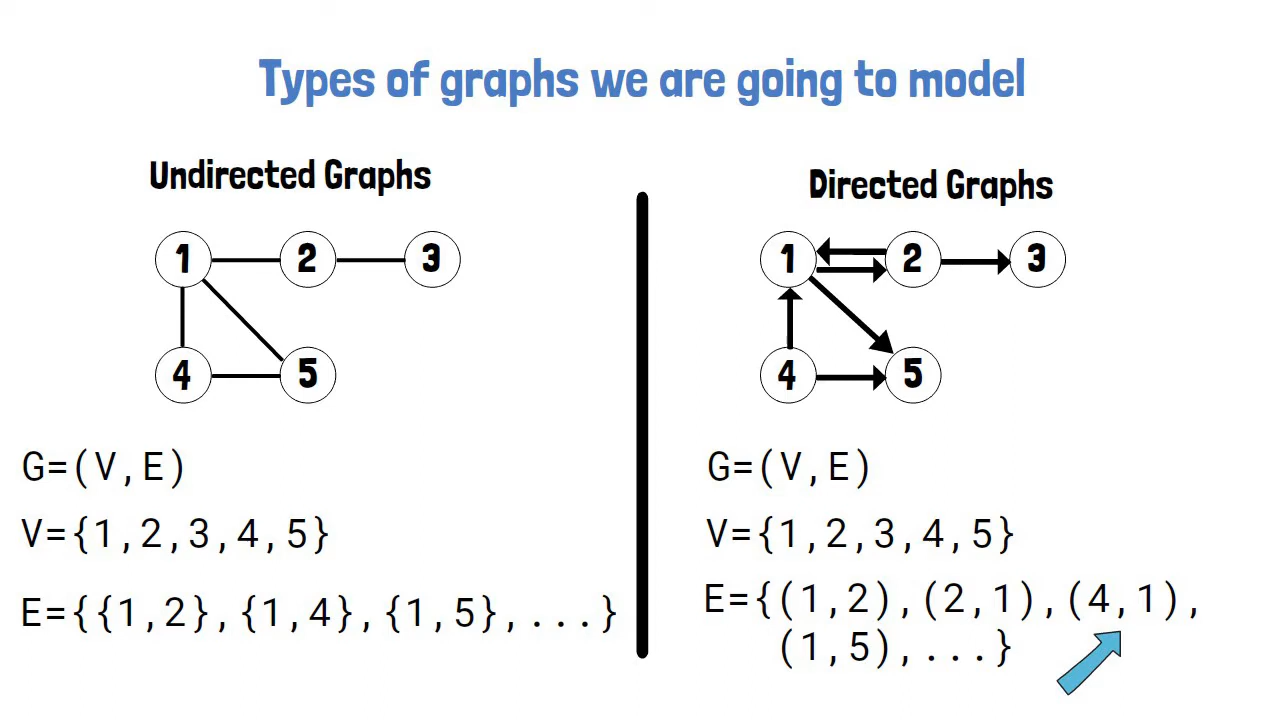 Types of graphs we are going to model
Undirected Graphs
1 2 3
4 5
G=(V,E)
V={1,2,3,4,5}
E={{1,2},{1,4},{1,5},...}
Directed Graphs
1 2 3
4 5
G=(V,E)
V={1,2,3,4,5}
E={(1,2),(2,1),(4,1),
(1,5),...}